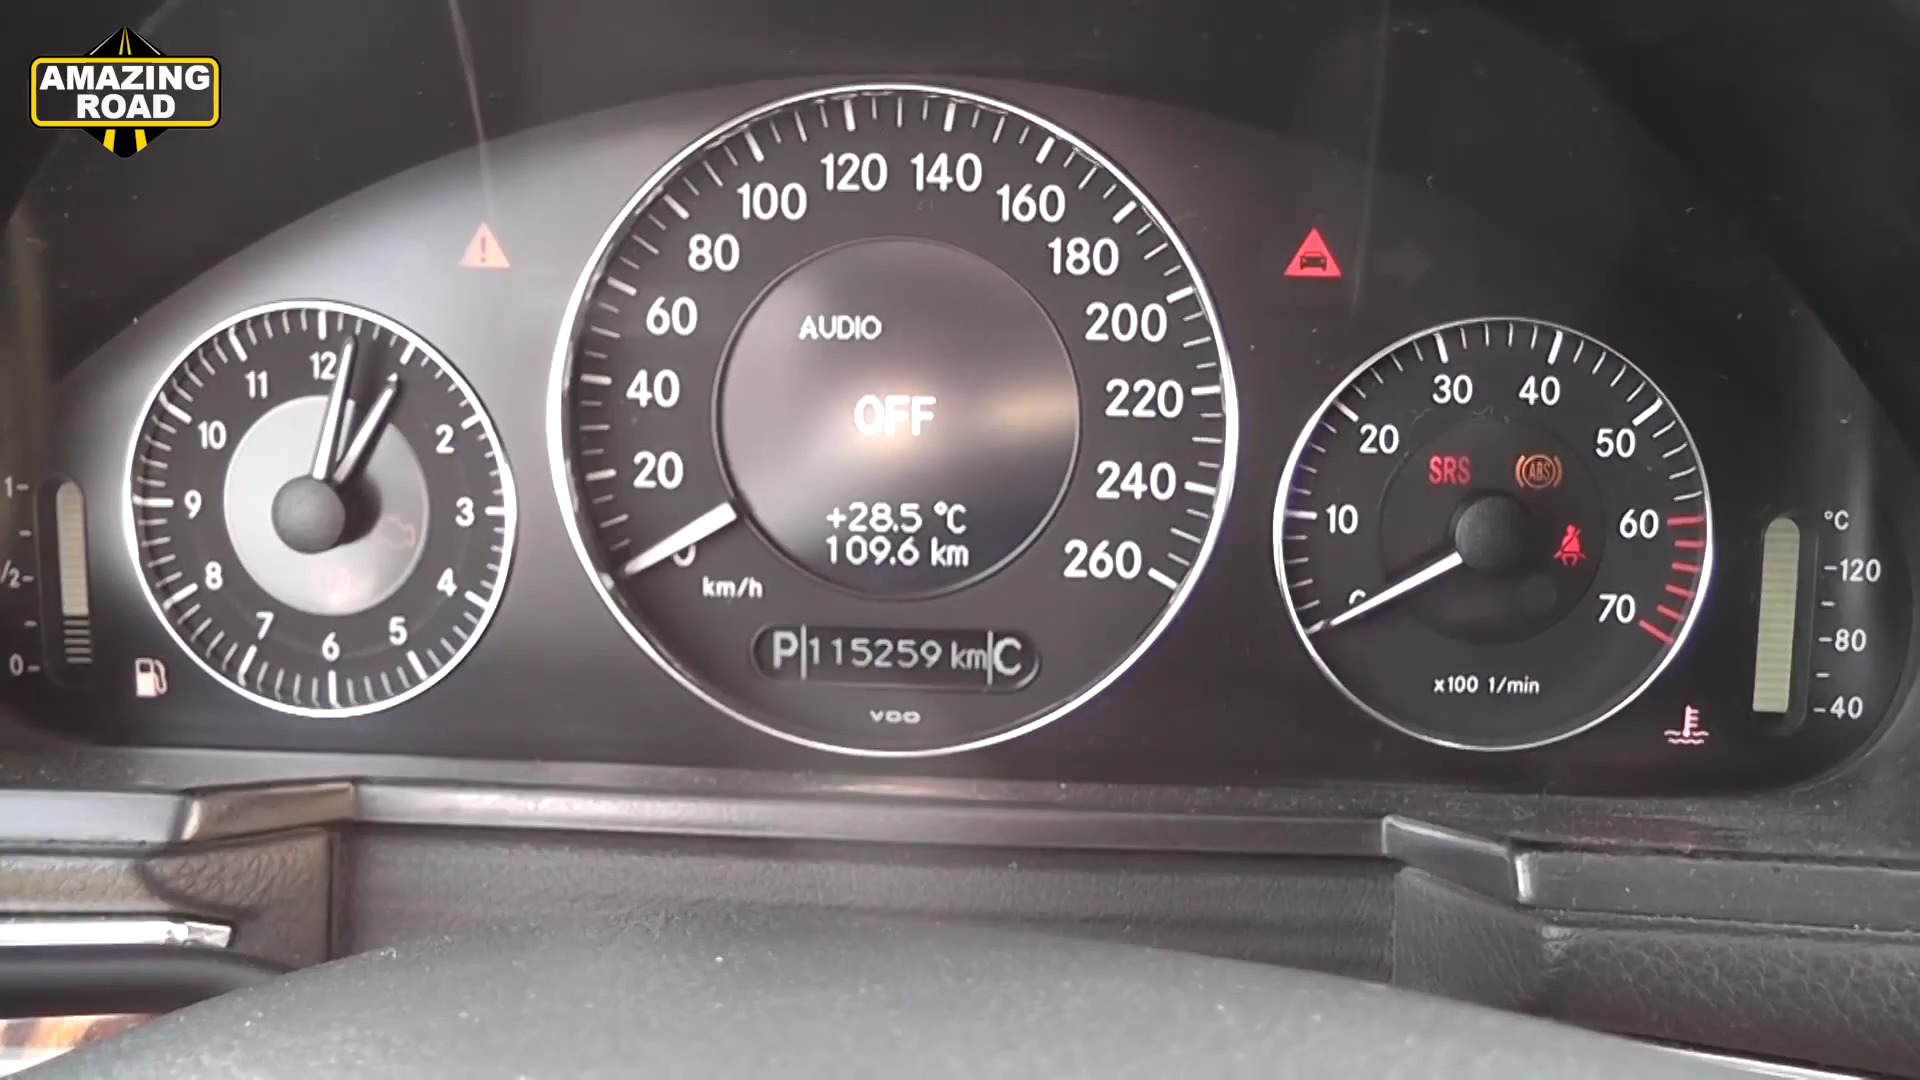 AMAZING
ROAD
12
11
10
9
8
7
6
5
4
3
2
1
/2
0
0
20
40
60
80
100
120
140
160
180
200
220
240
260
km/h
AUDIO
OFF
+28.5 °C
109.6 km
P 115259 km C
VDO
10
20
30
40
50
60
70
SRS
ABS
x100 1/min
°C
120
80
40